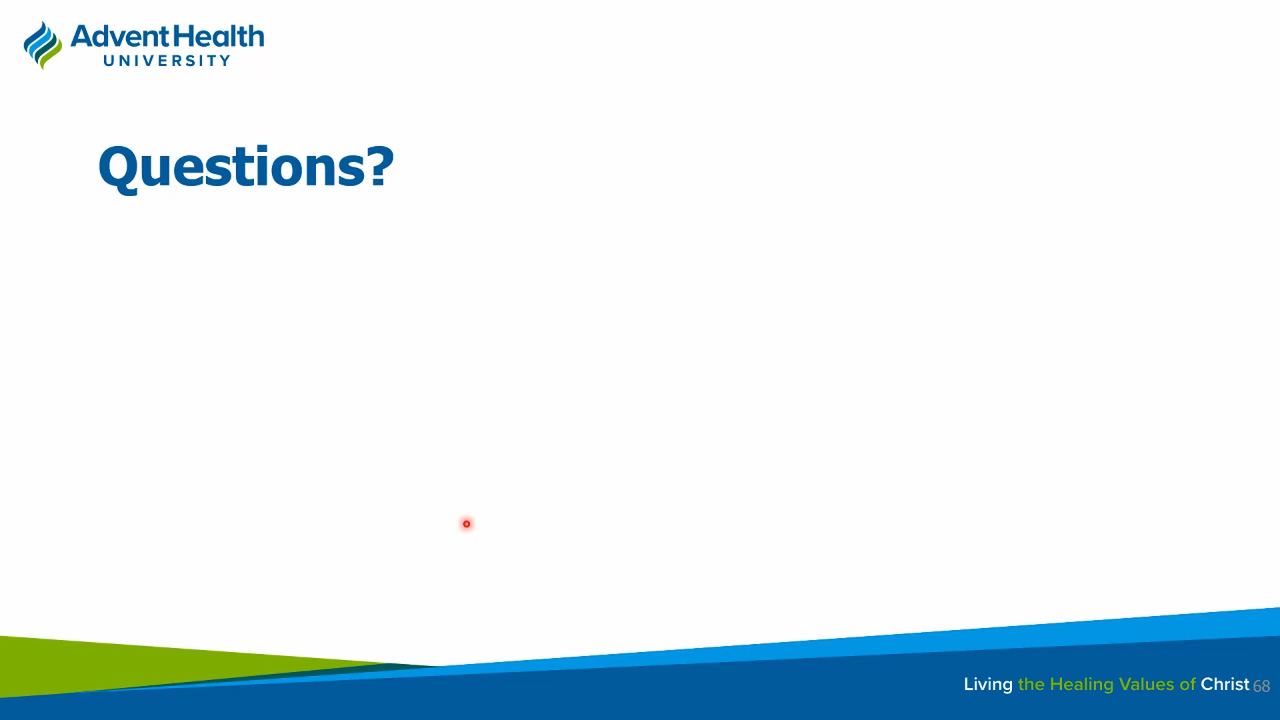 AdventHealth
UNIVERSITY
Questions?
Living the Healing Values of Christ 68